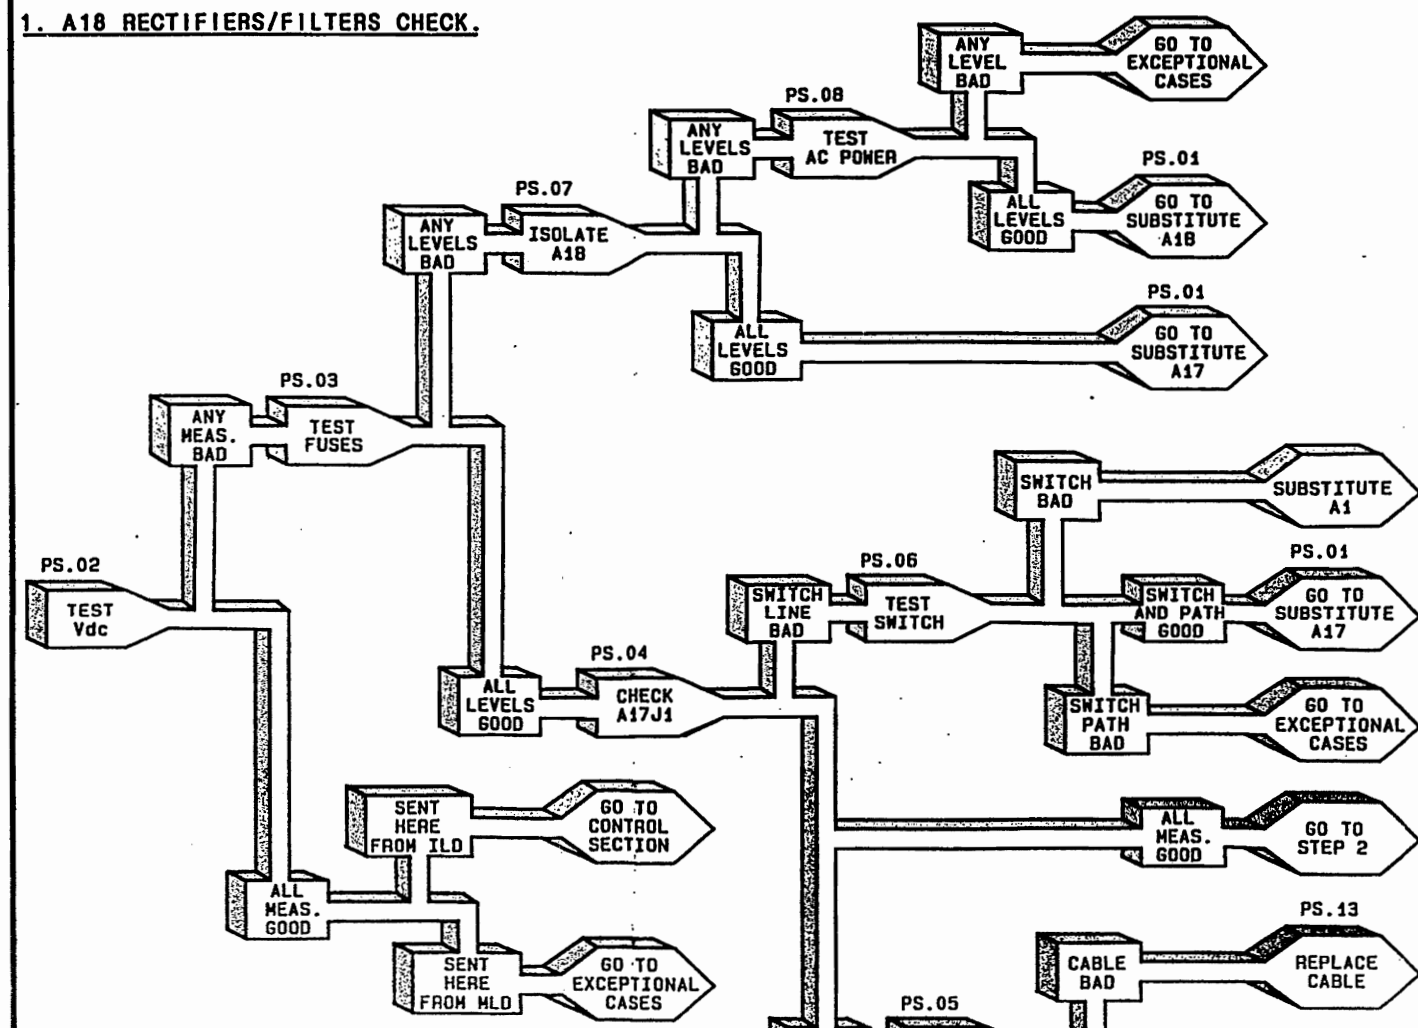 1. A18 RECTIFIERS/FILTERS CHECK.
ANY
LEVEL
BAD
GO TO
EXCEPTIONAL
CASES
PS.08
ANY
LEVELS
BAD
TEST
AC POWER
PS.01
ALL
LEVELS
GOOD
GO TO
SUBSTITUTE
A18
PS.07
ANY
LEVELS
BAD
ISOLATE
A18
PS.01
ALL
LEVELS
GOOD
GO TO
SUBSTITUTE
A17
PS.03
ANY
MEAS.
BAD
TEST
FUSES
SWITCH
BAD
SUBSTITUTE
A1
PS.02
TEST
Vdc
PS.06
SWITCH
LINE
BAD
TEST
SWITCH
PS.01
SWITCH
AND PATH
GOOD
GO TO
SUBSTITUTE
A17
PS.04
ALL
LEVELS
GOOD
CHECK
A17J1
SWITCH
PATH
BAD
GO TO
EXCEPTIONAL
CASES
SENT
HERE
FROM ILD
GO TO
CONTROL
SECTION
ALL
MEAS.
GOOD
GO TO
STEP 2
ALL
MEAS.
GOOD
SENT
HERE
FROM MLD
GO TO
EXCEPTIONAL
CASES
PS.13
CABLE
BAD
REPLACE
CABLE
PS.05